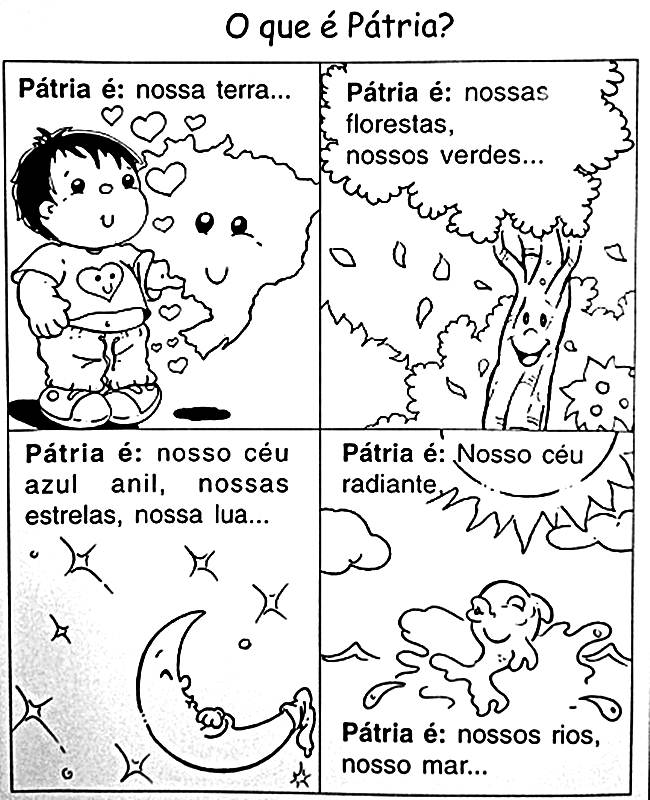 O que é Pátria?
Pátria é: nossa terra...
Pátria é: nossas
florestas,
nossos verdes...
Pátria é: nosso céu
azul anil, nossas
estrelas, nossa lua...
Pátria é: Nosso céu
radiante,
Pátria é: nossos rios,
nosso mar...